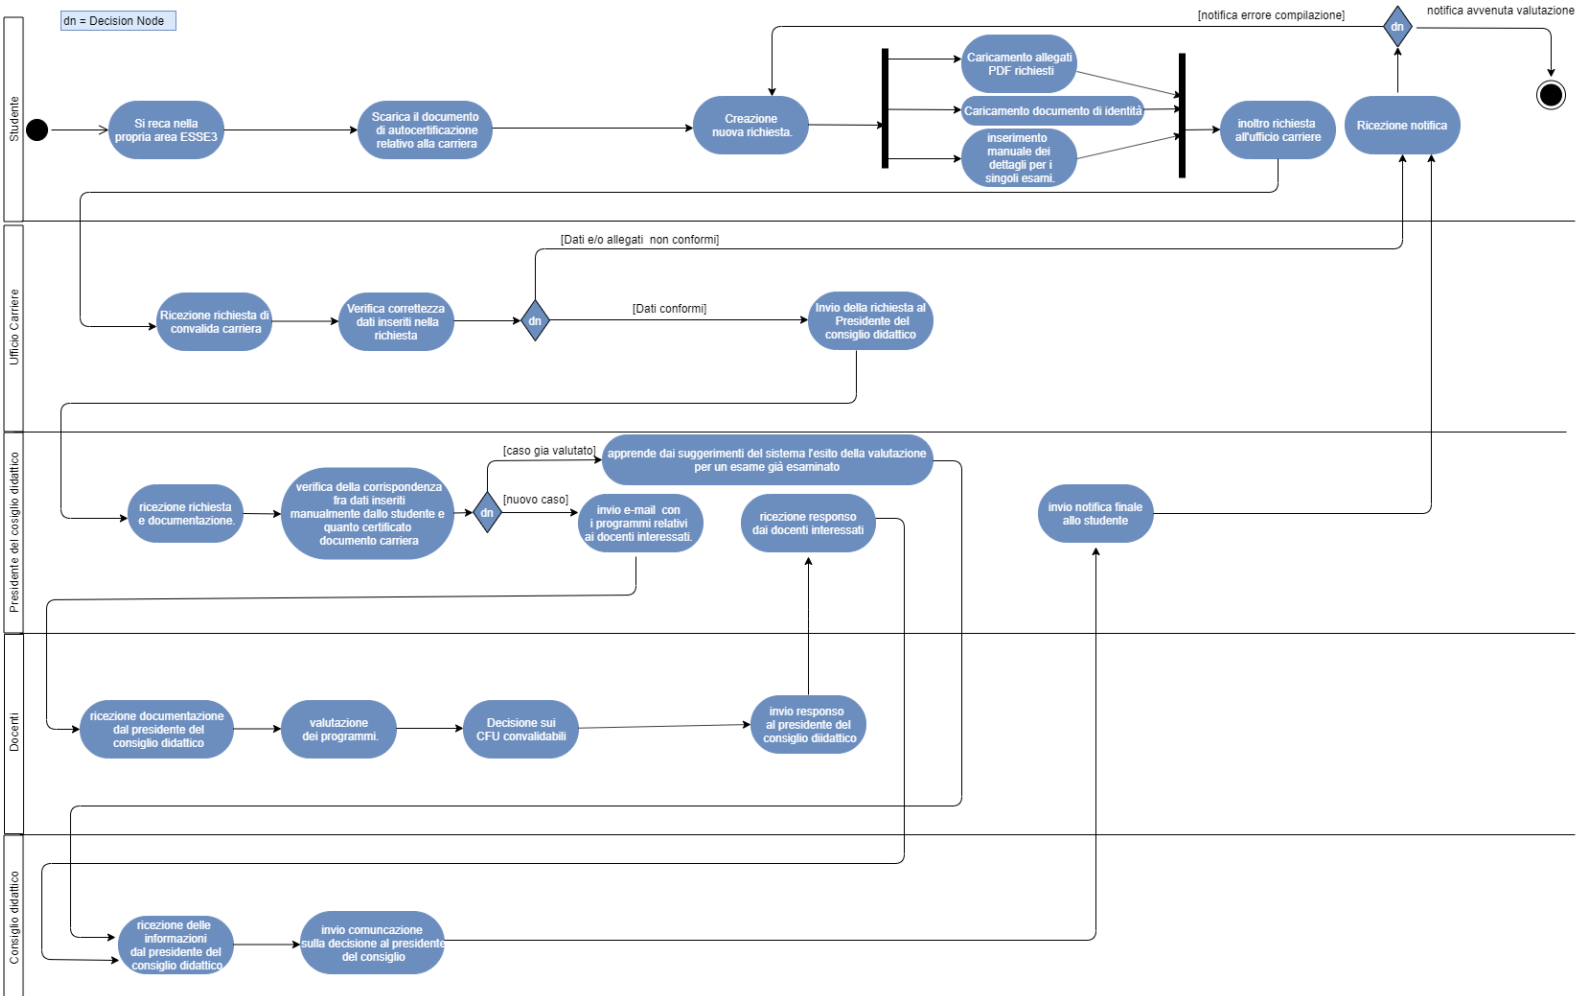 dn = Decision Node
[notifica errore compilazione]
dn
notifica avvenuta valutazione
Studente
Si reca nella
propria area ESSE3
Scarica il documento
di autocertificazione
relativo alla carriera
Creazione
nuova richiesta.
Caricamento allegati
PDF richiesti
Caricamento documento di identità
inserimento
manuale dei
dettagli per i
singoli esami.
inoltro richiesta
all'ufficio carriere
Ricezione notifica
Ufficio Carriere
[Dati e/o allegati  non conformi]
Ricezione richiesta di
convalida carriera
Verifica correttezza
dati inseriti nella
richiesta
dn
[Dati conformi]
Invio della richiesta al
Presidente del
consiglio didattico
Presidente del cosiglio didattico
ricezione richiesta
e documentazione.
verifica della corrispondenza
fra dati inseriti
manualmente dallo studente e
quanto certificato
documento carriera
dn
[caso gia valutato]
apprende dai suggerimenti del sistema l'esito della valutazione
per un esame già esaminato
[nuovo caso]
invio e-mail  con
i programmi relativi
ai docenti interessati.
ricezione responso
dai docenti interessati
invio notifica finale
allo studente
Docenti
ricezione documentazione
dal presidente del
consiglio didattico
valutazione
dei programmi.
Decisione sui
CFU convalidabili
invio responso
al presidente del
consiglio diidattico
Consiglio didattico
ricezione delle
informazioni
dal presidente del
consiglio didattico
invio comuncazione
sulla decisione al presidente
del consiglio